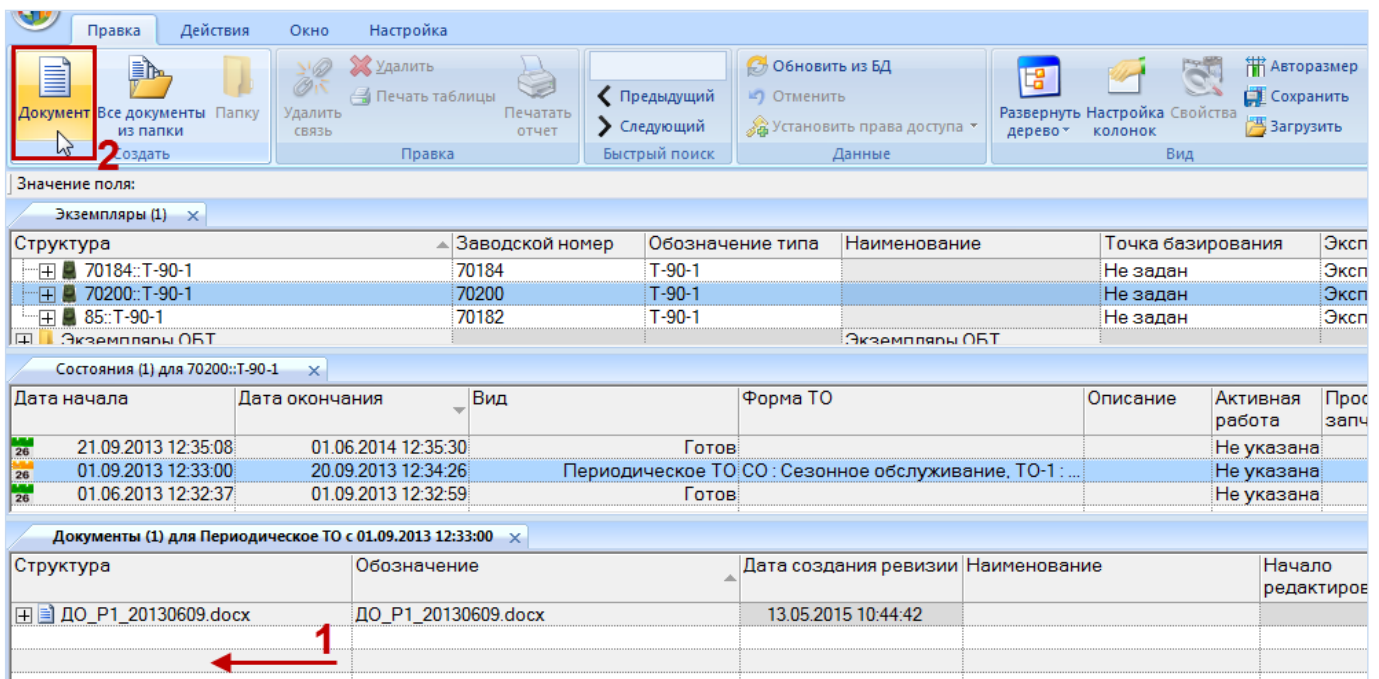 Правка Действия Окно Настройка
Документ Все документы из папки Папку
Создать
Удалить связь Удалить Печать таблицы Печатать отчет
Правка
Предыдущий
Следующий
Быстрый поиск
Обновить из БД
Отменить
Установить права доступа
Данные
Развернуть дерево Настройка колонок Свойства
Авторазмер
Сохранить
Загрузить
Вид
2
Значение поля:
Экземпляры (1) x
Структура Заводской номер Обозначение типа Наименование Точка базирования Эксп
70184::Т-90-1 70184 Т-90-1 Не задан Эксп
70200::Т-90-1 70200 Т-90-1 Не задан Эксп
85::Т-90-1 70182 Т-90-1 Не задан Эксп
Экземпляры ОБТ Экземпляры ОБТ
Состояния (1) для 70200::Т-90-1 x
Дата начала Дата окончания Вид Форма ТО Описание Активная работа Прос запч
26 21.09.2013 12:35:08 01.06.2014 12:35:30 Готов Не указана
26 01.09.2013 12:33:00 20.09.2013 12:34:26 Периодическое ТО СО : Сезонное обслуживание, ТО-1 : ... Не указана
26 01.06.2013 12:32:37 01.09.2013 12:32:59 Готов Не указана
Документы (1) для Периодическое ТО с 01.09.2013 12:33:00 x
Структура Обозначение Дата создания ревизии Наименование Начало редактиров
ДО_Р1_20130609.docx ДО_Р1_20130609.docx 13.05.2015 10:44:42
1